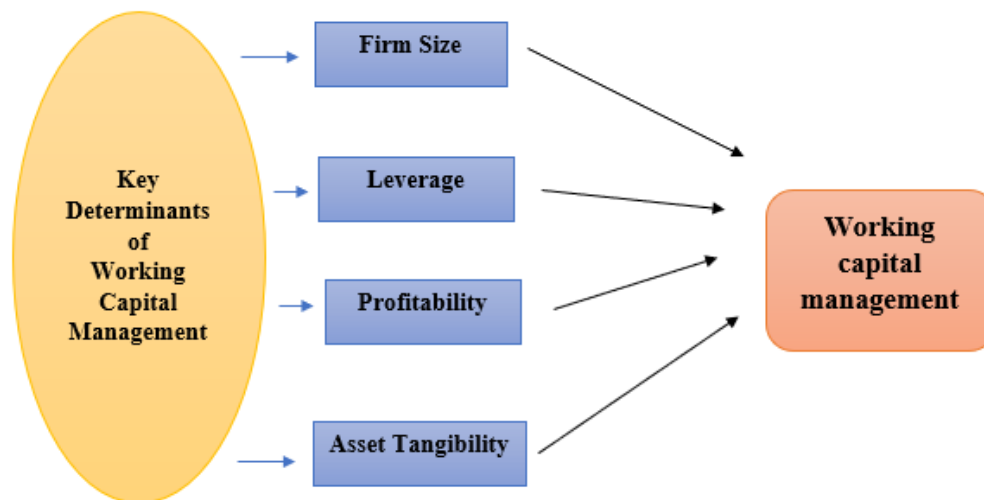 Key
Determinants
of
Working
Capital
Management
Firm Size
Leverage
Profitability
Asset Tangibility
Working
capital
management